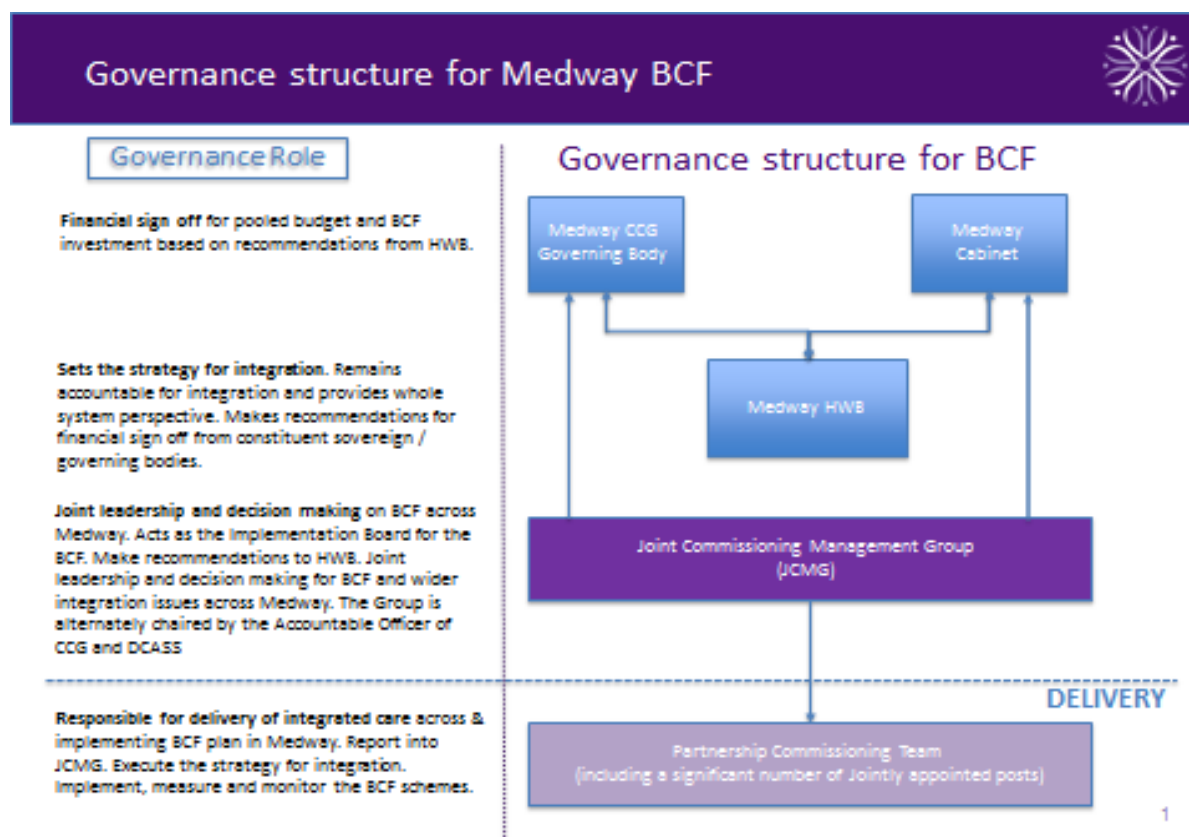 Governance structure for Medway BCF
Governance Role
Financial sign off for pooled budget and BCF
investment based on recommendations from HWB.
Sets the strategy for integration. Remains
accountable for integration and provides whole
system perspective. Makes recommendations for
financial sign off from constituent sovereign /
governing bodies.
Joint leadership and decision making on BCF across
Medway. Acts as the Implementation Board for the
BCF. Make recommendations to HWB. Joint
leadership and decision making for BCF and wider
integration issues across Medway. The Group is
alternately chaired by the Accountable Officer of
CCG and DCASS
Responsible for delivery of integrated care across &
implementing BCF plan in Medway. Report into
JCMG. Execute the strategy for integration.
Implement, measure and monitor the BCF schemes.
Governance structure for BCF
Medway CCG
Governing Body
Medway
Cabinet
Medway HWB
Joint Commissioning Management Group
(JCMG)
DELIVERY
Partnership Commissioning Team
(including a significant number of Jointly appointed posts)
1